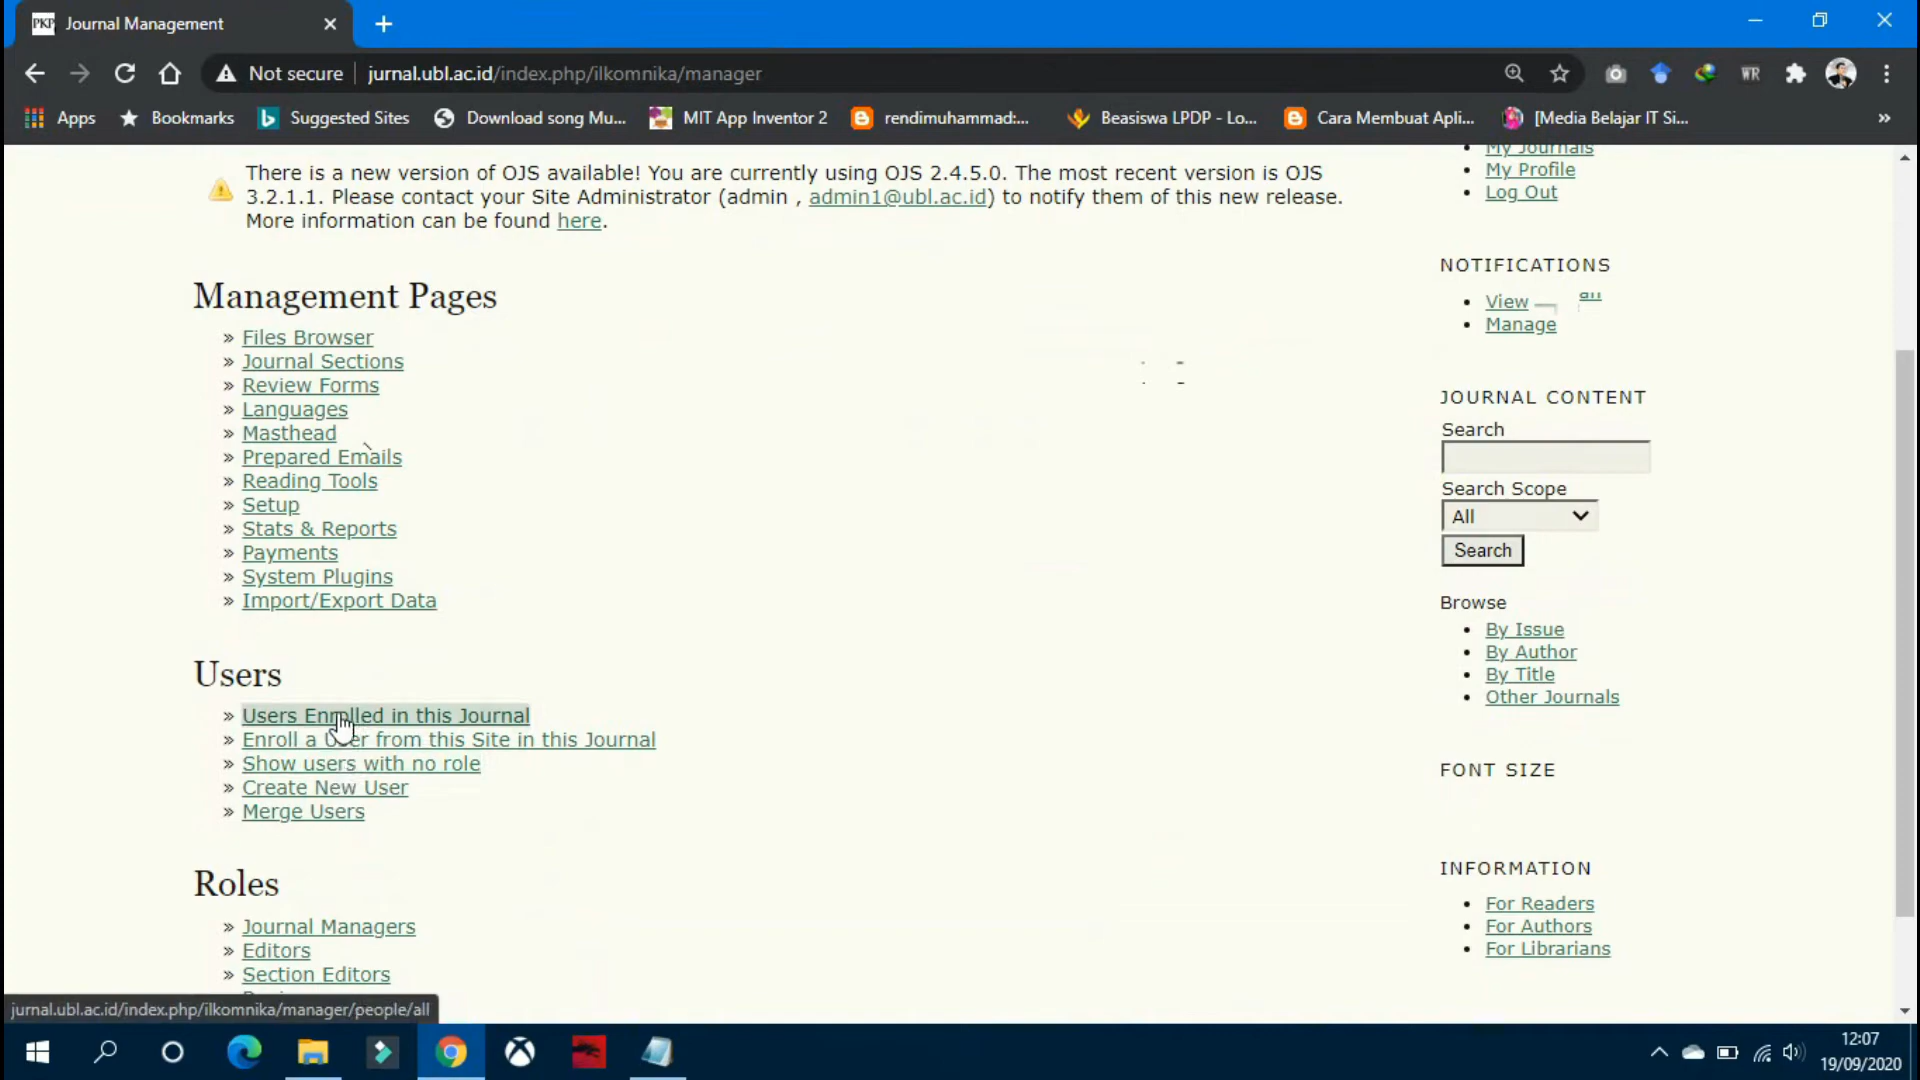 PKP Journal Management
Not secure jurnal.ubl.ac.id/index.php/ilkomnika/manager
WR
Apps Bookmarks Suggested Sites Download song Mu... MIT App Inventor 2 rendimuhammad:... Beasiswa LPDP - Lo... Cara Membuat Apli... [Media Belajar IT Si... »
There is a new version of OJS available! You are currently using OJS 2.4.5.0. The most recent version is OJS
3.2.1.1. Please contact your Site Administrator (admin , admin1@ubl.ac.id) to notify them of this new release.
More information can be found here.
Management Pages
» Files Browser
» Journal Sections
» Review Forms
» Languages
» Masthead
» Prepared Emails
» Reading Tools
» Setup
» Stats & Reports
» Payments
» System Plugins
» Import/Export Data
Users
» Users Enrolled in this Journal
» Enroll a User from this Site in this Journal
» Show users with no role
» Create New User
» Merge Users
Roles
» Journal Managers
» Editors
» Section Editors
My Journals
My Profile
Log Out
NOTIFICATIONS
View
Manage
JOURNAL CONTENT
Search
Search Scope
All
Search
Browse
By Issue
By Author
By Title
Other Journals
FONT SIZE
INFORMATION
For Readers
For Authors
For Librarians
jurnal.ubl.ac.id/index.php/ilkomnika/manager/people/all
12:07
19/09/2020